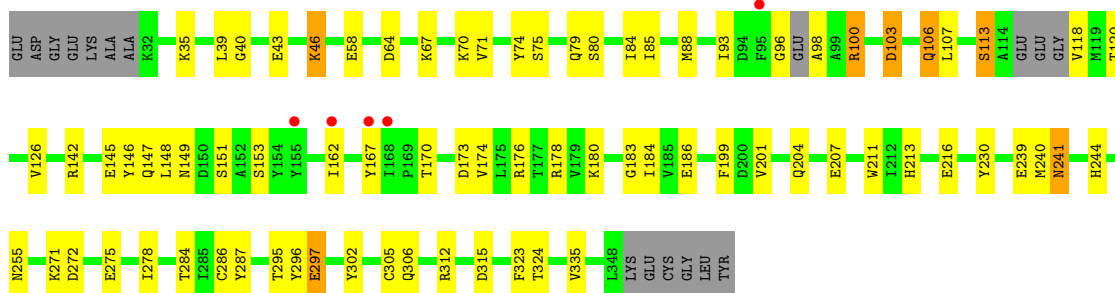 GLU ASP GLY GLU LYS ALA ALA K32 K35 L39 G40 E43 K46 E58 D64 K67 K70 V71 Y74 S75 Q79 S80 I84 I85 M88 I93 D94 F95 G96 GLU A98 A99 R100 D103 Q106 L107 S113 A114 GLU GLU GLY V118 M119 T120
V126 R142 E145 Y146 Q147 L148 N149 D150 S151 A152 S153 Y154 Y155 I162 Y167 I168 P169 T170 D173 V174 L175 R176 T177 R178 V179 K180 G183 I184 V185 E186 F199 D200 V201 Q204 E207 W211 I212 H213 E216 Y230 E239 M240 N241 H244
N255 K271 D272 E275 I278 T284 I285 C286 Y287 T295 Y296 E297 Y302 C305 Q306 R312 D315 F323 T324 V335 L348 LYS GLU CYS GLY LEU TYR